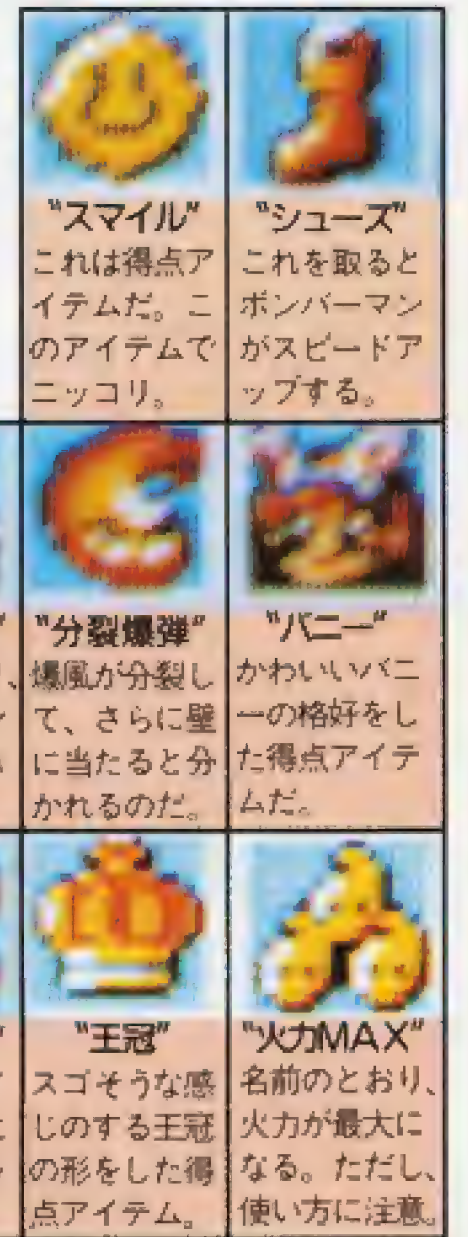 "スマイル"
これは得点ア
イテムだ。こ
のアイテムで
ニッコリ。
"シューズ"
これを取ると
ボンバーマン
がスピードア
ップする。
"分裂爆弾"
爆風が分裂し
て、さらに壁
に当たると分
かれるのだ。
"バニー"
かわいいバニ
ーの格好をし
た得点アイテ
ムだ。
"王冠"
スゴそうな感
じのする王冠
の形をした得
点アイテム。
"火力MAX"
名前のとおり、
火力が最大に
なる。ただし、
使い方に注意。